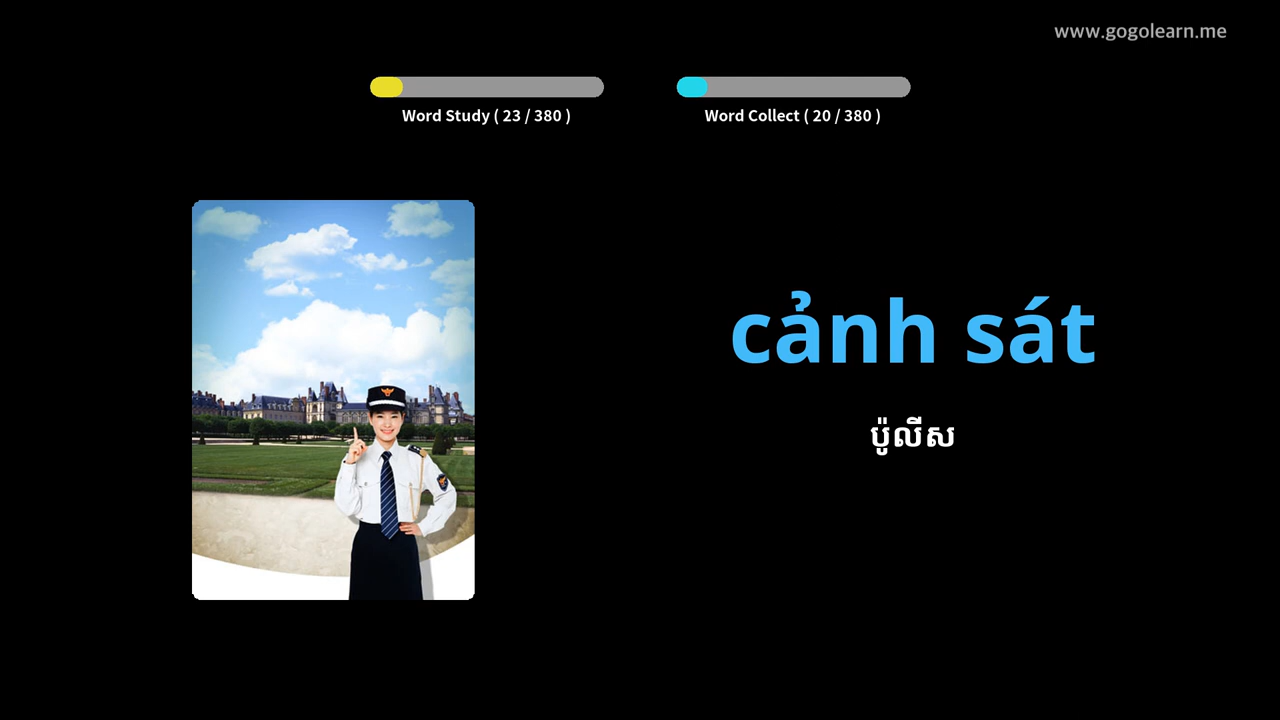 www.gogolearn.me
Word Study ( 23 / 380 )
Word Collect ( 20 / 380 )
cảnh sát
ប៉ូលីស